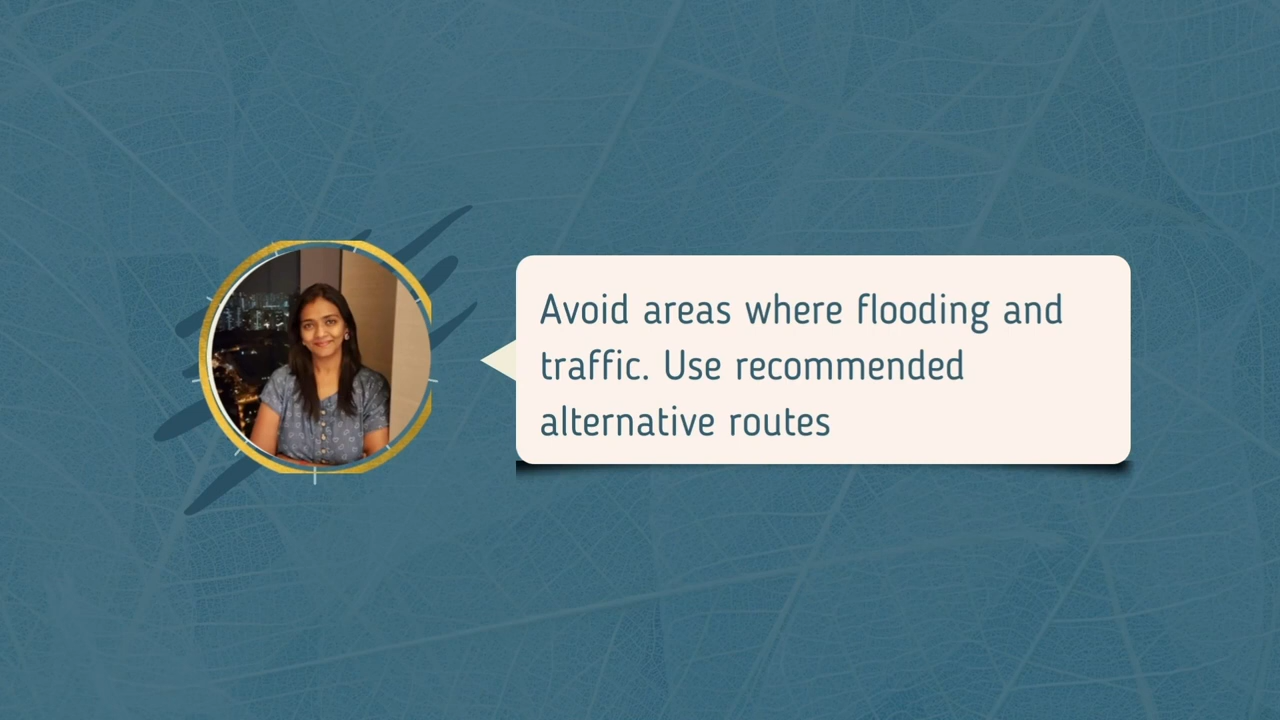 Avoid areas where flooding and
traffic. Use recommended
alternative routes